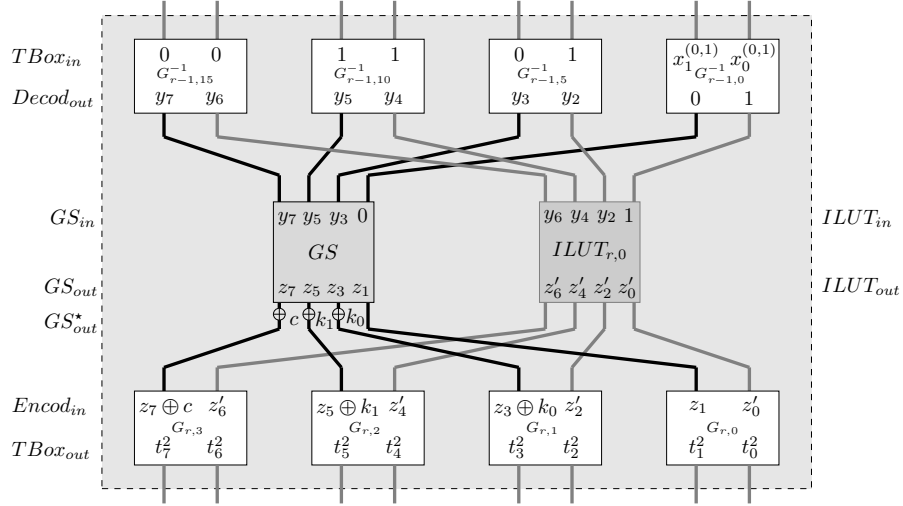 TBox_in 0 0 1 1 0 1 x_1^(0,1) x_0^(0,1)
G^{-1}_{r-1,15} G^{-1}_{r-1,10} G^{-1}_{r-1,5} G^{-1}_{r-1,0}
Decod_out y_7 y_6 y_5 y_4 y_3 y_2 0 1
GS_in y_7 y_5 y_3 0 y_6 y_4 y_2 1 ILUT_in
GS ILUT_{r,0}
GS_out z_7 z_5 z_3 z_1 z'_6 z'_4 z'_2 z'_0 ILUT_out
GS^⋆_out ⊕ c ⊕ k_1 ⊕ k_0
Encod_in z_7 ⊕ c z'_6 z_5 ⊕ k_1 z'_4 z_3 ⊕ k_0 z'_2 z_1 z'_0
G_{r,3} G_{r,2} G_{r,1} G_{r,0}
TBox_out t^2_7 t^2_6 t^2_5 t^2_4 t^2_3 t^2_2 t^2_1 t^2_0